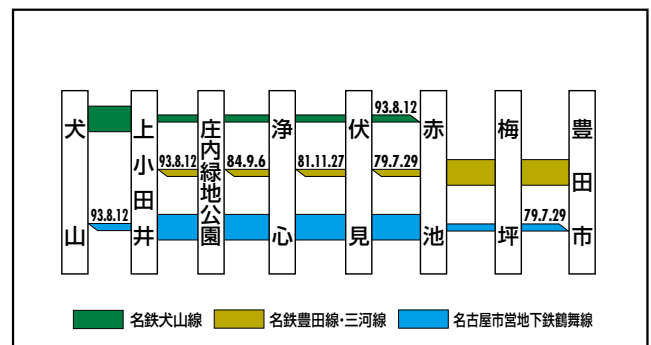 犬山
上小田井
庄内緑地公園
浄心
伏見
赤池
梅坪
豊田市
93.8.12
93.8.12
84.9.6
81.11.27
79.7.29
93.8.12
79.7.29
名鉄犬山線
名鉄豊田線・三河線
名古屋市営地下鉄鶴舞線